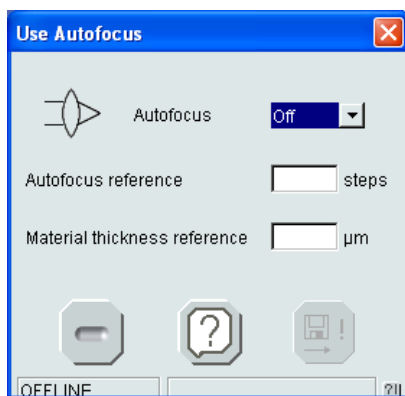 Use Autofocus
Autofocus Off
Autofocus reference steps
Material thickness reference µm
?
!
OFFLINE